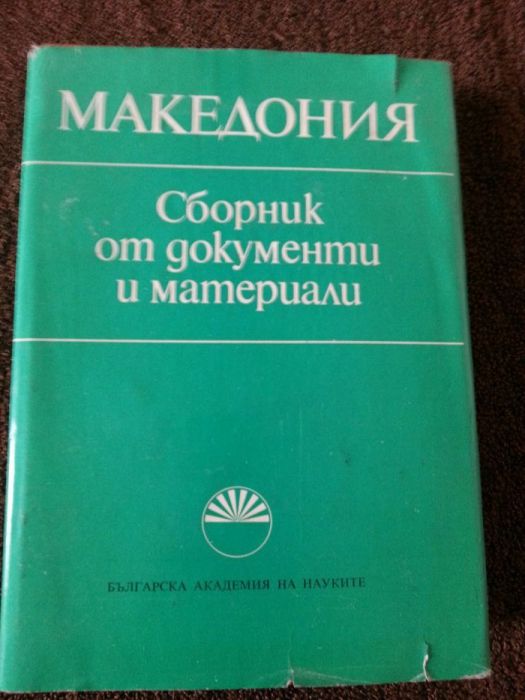 МАКЕДОНИЯ
Сборник
от документи
и материали
БЪЛГАРСКА АКАДЕМИЯ НА НАУКИТЕ